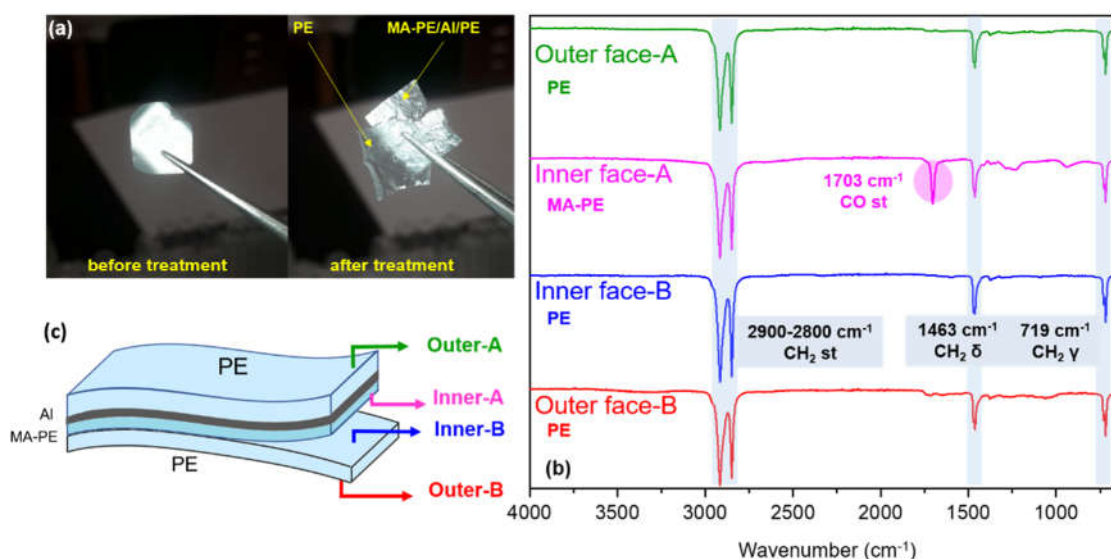 (a)
PE
MA-PE/Al/PE
before treatment
after treatment
(c)
PE
Al
MA-PE
PE
Outer-A
Inner-A
Inner-B
Outer-B
Outer face-A
PE
Inner face-A
MA-PE
1703 cm⁻¹
CO st
Inner face-B
PE
2900-2800 cm⁻¹
CH₂ st
1463 cm⁻¹
CH₂ δ
719 cm⁻¹
CH₂ γ
Outer face-B
PE
(b)
4000 3500 3000 2500 2000 1500 1000
Wavenumber (cm⁻¹)